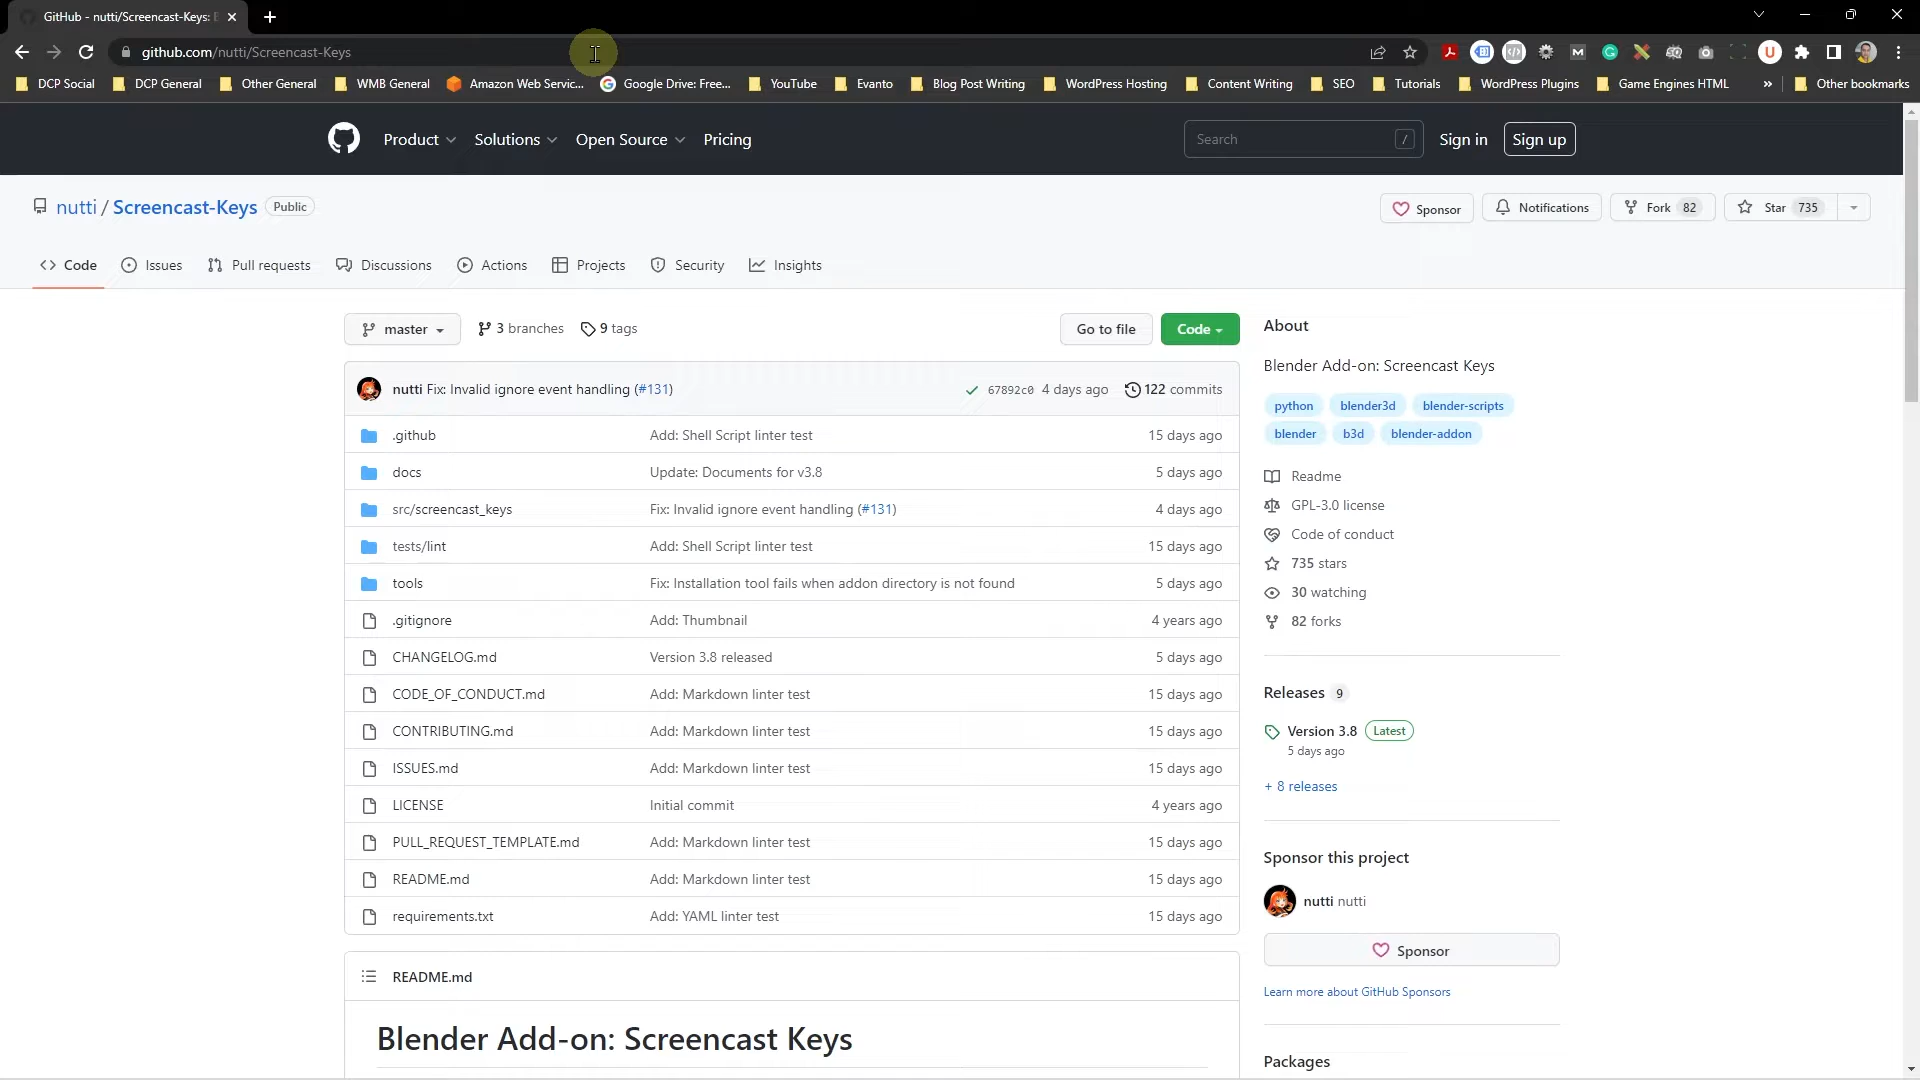 GitHub - nutti/Screencast-Keys:
github.com/nutti/Screencast-Keys
DCP Social DCP General Other General WMB General Amazon Web Servic... Google Drive: Free... YouTube Evanto Blog Post Writing WordPress Hosting Content Writing SEO Tutorials WordPress Plugins Game Engines HTML » Other bookmarks
Product Solutions Open Source Pricing Search / Sign in Sign up
nutti / Screencast-Keys Public Sponsor Notifications Fork 82 Star 735
Code Issues Pull requests Discussions Actions Projects Security Insights
master 3 branches 9 tags Go to file Code
nutti Fix: Invalid ignore event handling (#131) 67892c0 4 days ago 122 commits
.github Add: Shell Script linter test 15 days ago
docs Update: Documents for v3.8 5 days ago
src/screencast_keys Fix: Invalid ignore event handling (#131) 4 days ago
tests/lint Add: Shell Script linter test 15 days ago
tools Fix: Installation tool fails when addon directory is not found 5 days ago
.gitignore Add: Thumbnail 4 years ago
CHANGELOG.md Version 3.8 released 5 days ago
CODE_OF_CONDUCT.md Add: Markdown linter test 15 days ago
CONTRIBUTING.md Add: Markdown linter test 15 days ago
ISSUES.md Add: Markdown linter test 15 days ago
LICENSE Initial commit 4 years ago
PULL_REQUEST_TEMPLATE.md Add: Markdown linter test 15 days ago
README.md Add: Markdown linter test 15 days ago
requirements.txt Add: YAML linter test 15 days ago
README.md
Blender Add-on: Screencast Keys
About
Blender Add-on: Screencast Keys
python blender3d blender-scripts
blender b3d blender-addon
Readme
GPL-3.0 license
Code of conduct
735 stars
30 watching
82 forks
Releases 9
Version 3.8 Latest
5 days ago
+ 8 releases
Sponsor this project
nutti nutti
Sponsor
Learn more about GitHub Sponsors
Packages